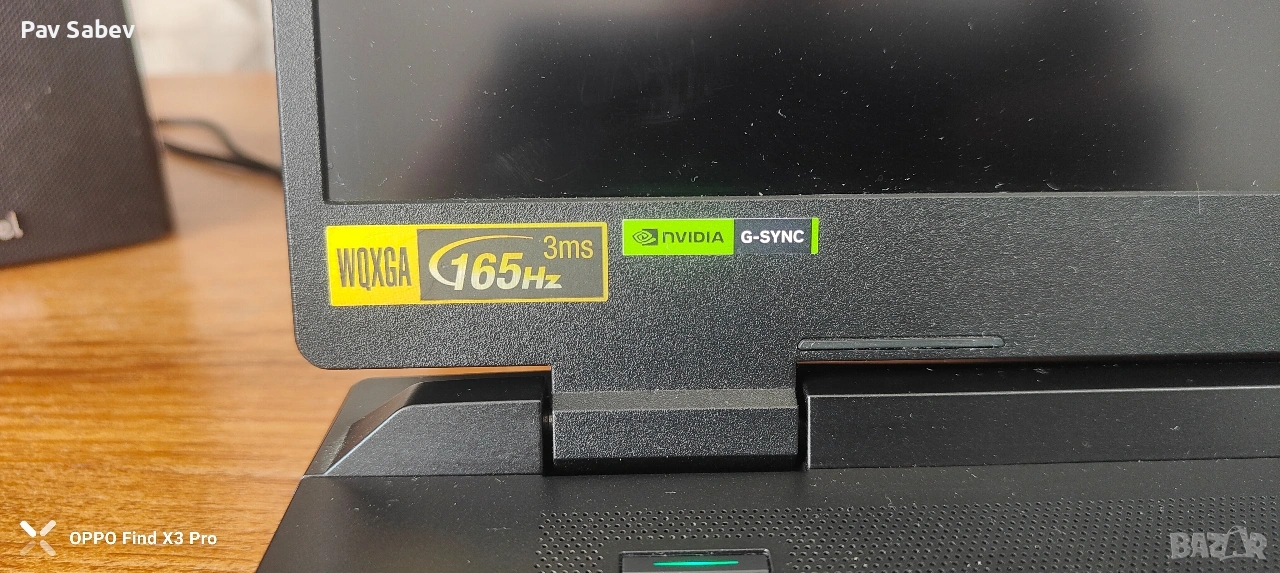 Pav Sabev
WQXGA
3ms
165Hz
NVIDIA G-SYNC
OPPO Find X3 Pro
BAZAR